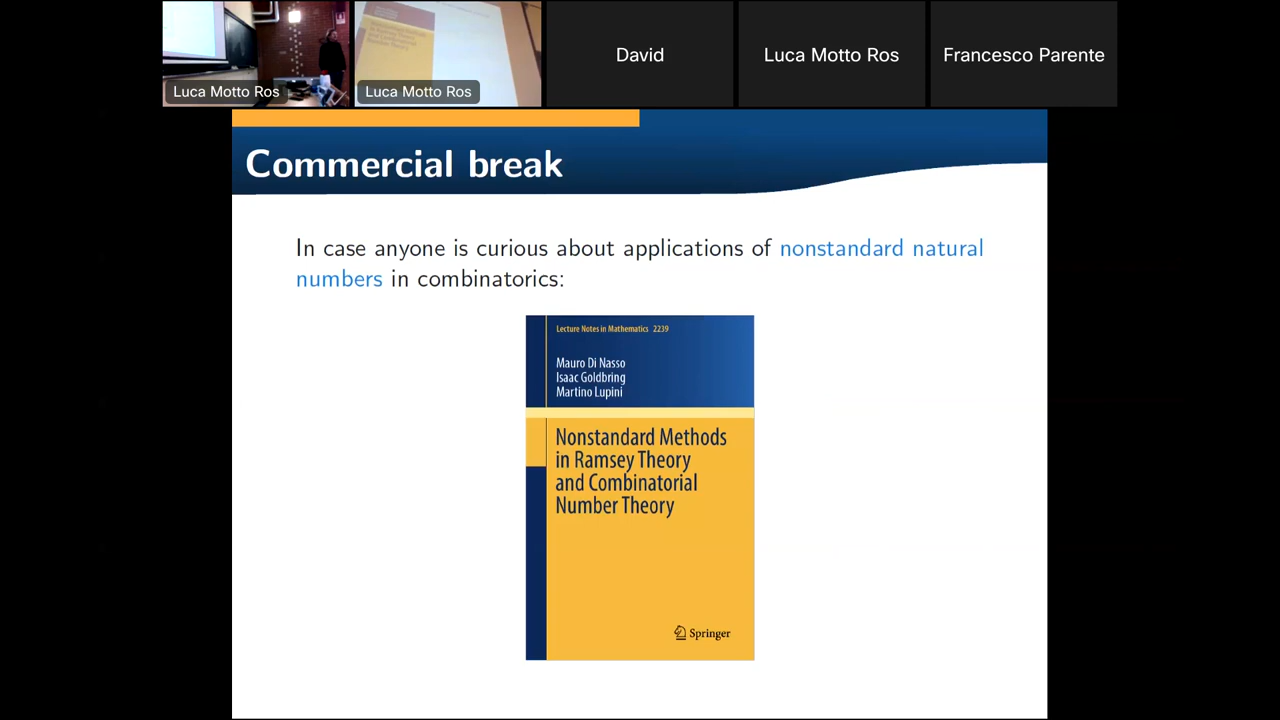 Luca Motto Ros
Luca Motto Ros
David
Luca Motto Ros
Francesco Parente
Commercial break
In case anyone is curious about applications of nonstandard natural
numbers in combinatorics:
Lecture Notes in Mathematics 2239
Mauro Di Nasso
Isaac Goldbring
Martino Lupini
Nonstandard Methods
in Ramsey Theory
and Combinatorial
Number Theory
Springer